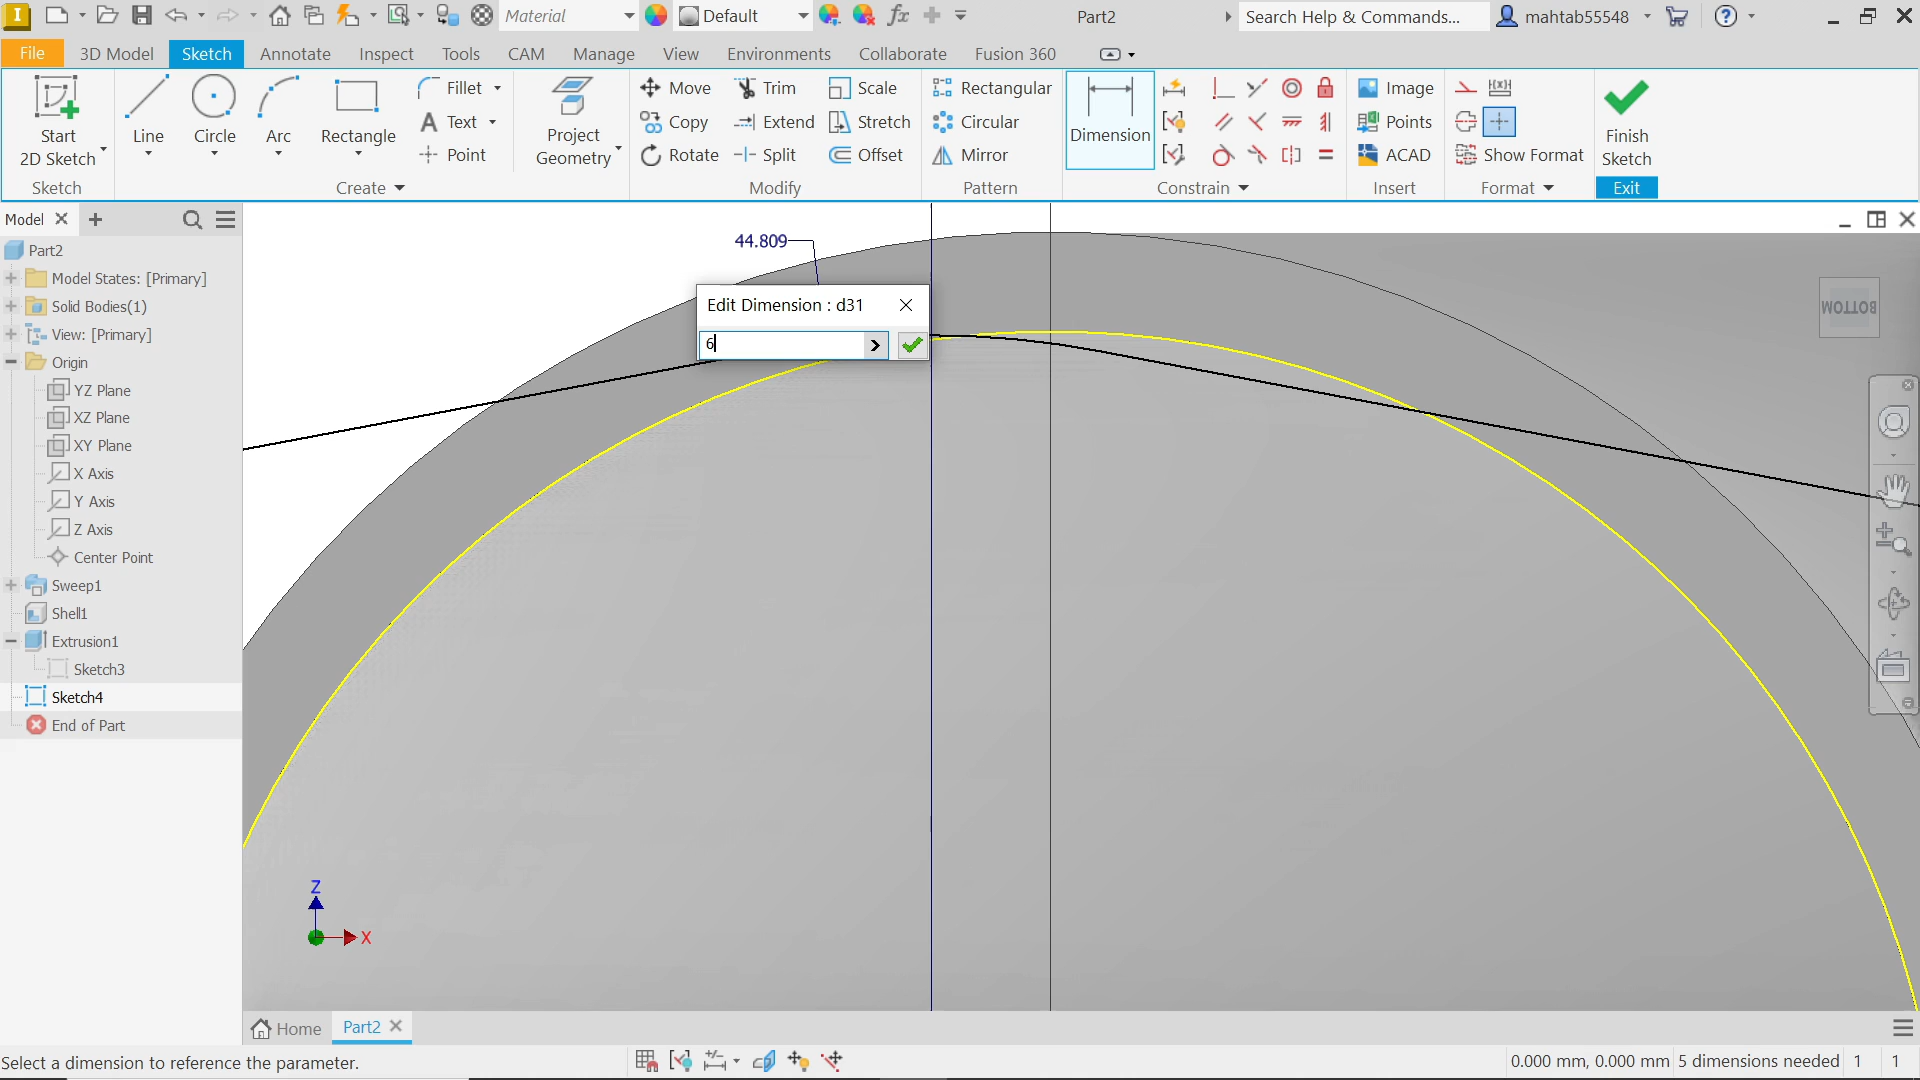 Material
Default
Part2
Search Help & Commands...
mahtab55548
File
3D Model
Sketch
Annotate
Inspect
Tools
CAM
Manage
View
Environments
Collaborate
Fusion 360
Start
2D Sketch
Line
Circle
Arc
Rectangle
Fillet
Text
Point
Project
Geometry
Move
Copy
Rotate
Trim
Extend
Split
Scale
Stretch
Offset
Rectangular
Circular
Mirror
Dimension
Image
Points
ACAD
Show Format
Finish
Sketch
Sketch
Create
Modify
Pattern
Constrain
Insert
Format
Exit
Model
Part2
Model States: [Primary]
Solid Bodies(1)
View: [Primary]
Origin
YZ Plane
XZ Plane
XY Plane
X Axis
Y Axis
Z Axis
Center Point
Sweep1
Shell1
Extrusion1
Sketch3
Sketch4
End of Part
44.809
Edit Dimension : d31
6
BOTTOM
Z
X
Home
Part2
Select a dimension to reference the parameter.
0.000 mm, 0.000 mm
5 dimensions needed
1
1